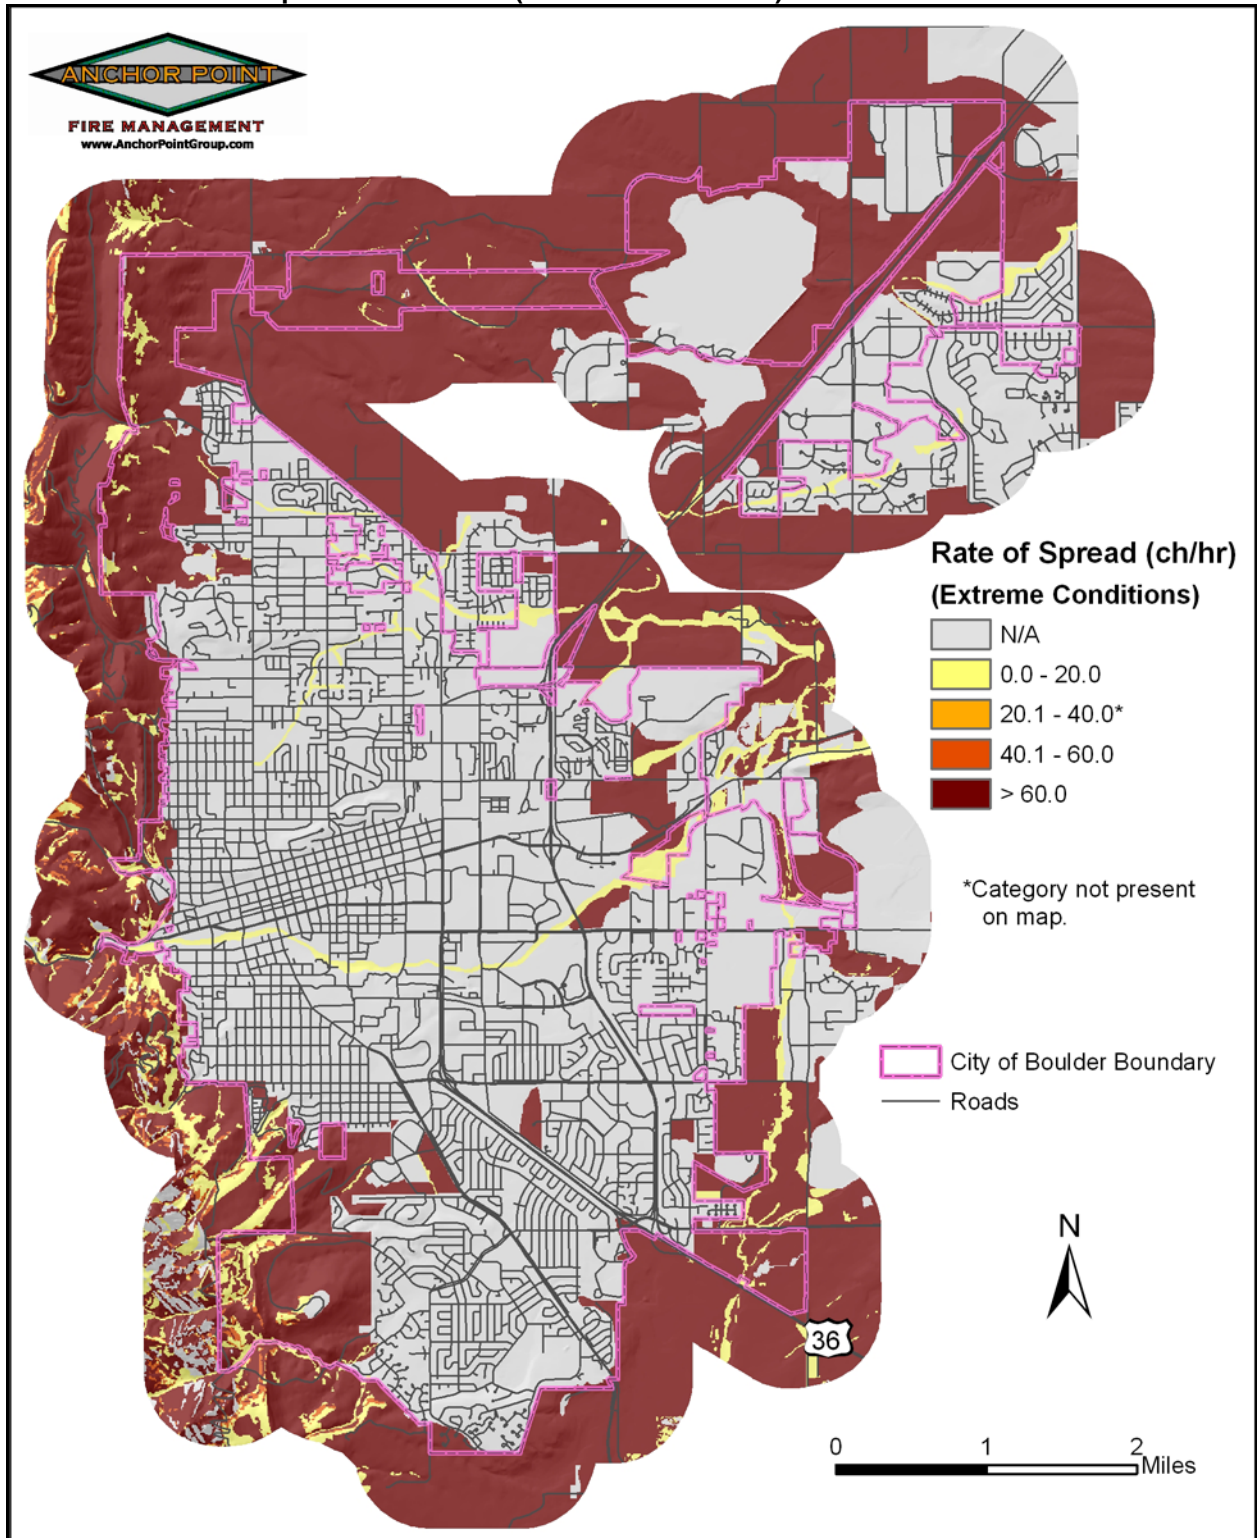 ANCHOR POINT
FIRE MANAGEMENT
www.AnchorPointGroup.com
Rate of Spread (ch/hr)
(Extreme Conditions)
N/A
0.0 - 20.0
20.1 - 40.0*
40.1 - 60.0
> 60.0
*Category not present
on map.
City of Boulder Boundary
Roads
N
36
0 1 2
Miles